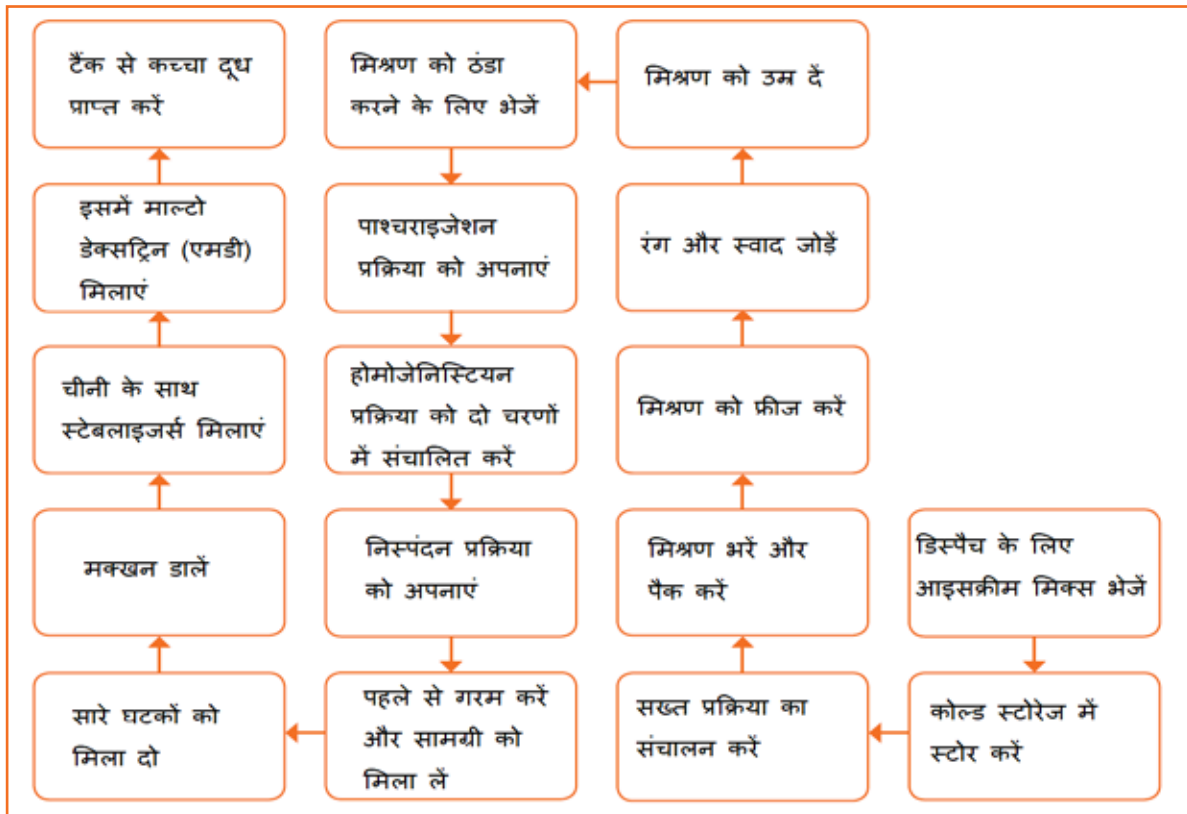 टैंक से कच्चा दूध
प्राप्त करें
इसमें माल्टो
डेक्सट्रिन (एमडी)
मिलाएं
चीनी के साथ
स्टेबलाइजर्स मिलाएं
मक्खन डालें
सारे घटकों को
मिला दो
मिश्रण को ठंडा
करने के लिए भेजें
पाश्चराइजेशन
प्रक्रिया को अपनाएं
होमोजेनिस्टियन
प्रक्रिया को दो चरणों
में संचालित करें
निस्पंदन प्रक्रिया
को अपनाएं
पहले से गरम करें
और सामग्री को
मिला लें
मिश्रण को उम्र दें
रंग और स्वाद जोड़ें
मिश्रण को फ्रीज करें
मिश्रण भरें और
पैक करें
सख्त प्रक्रिया का
संचालन करें
डिस्पैच के लिए
आइसक्रीम मिक्स भेजें
कोल्ड स्टोरेज में
स्टोर करें